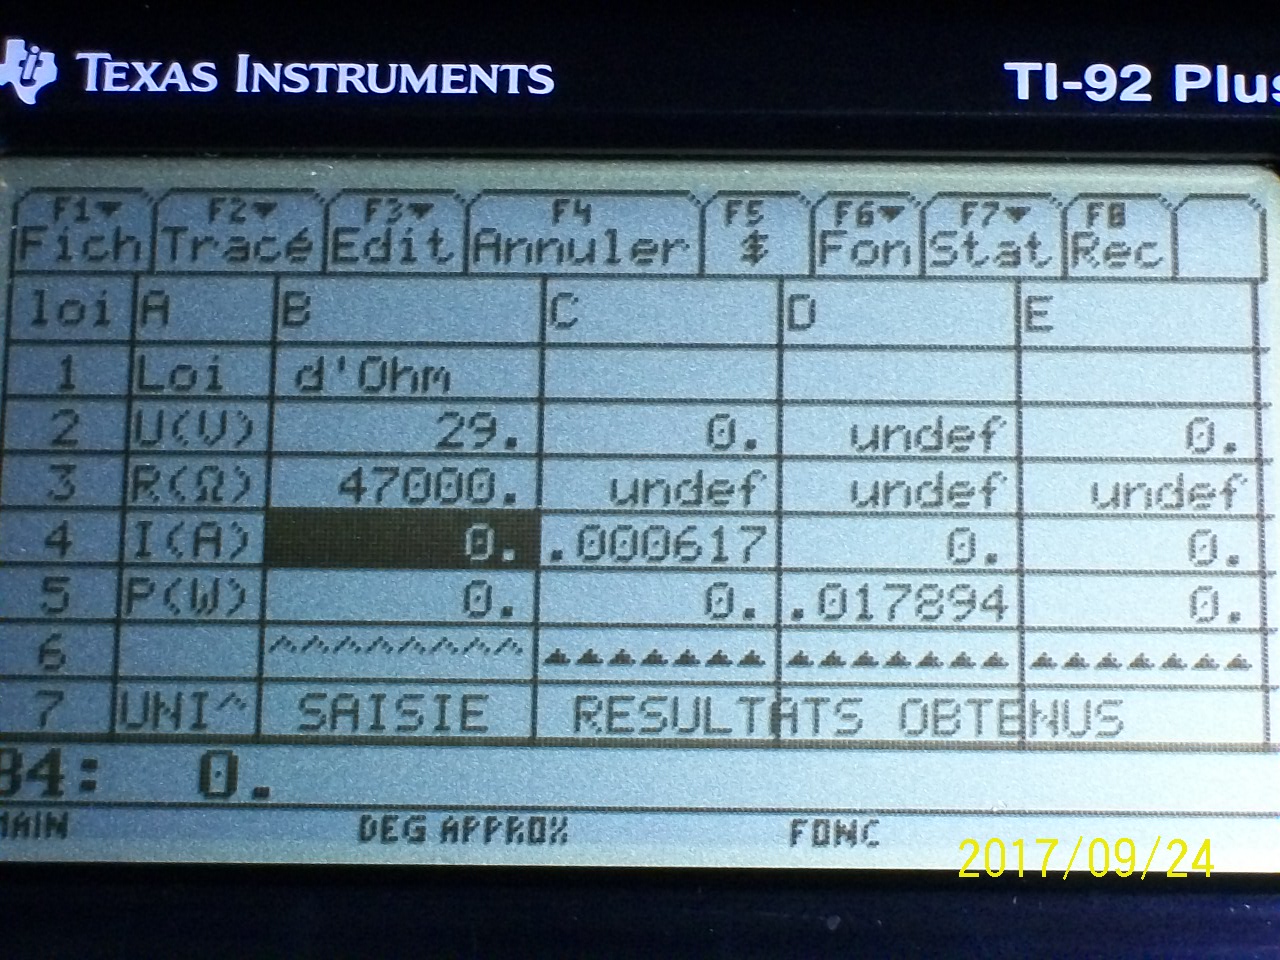 TEXAS INSTRUMENTS TI-92 Plus
F1▼ F2▼ F3▼ F4 F5 F6▼ F7▼ F8
Fich Tracé Edit Annuler $ Fon Stat Rec
loi A B C D E
1 Loi d'Ohm
2 U(V) 29. 0. undef 0.
3 R(Ω) 47000. undef undef undef
4 I(A) 0. .000617 0. 0.
5 P(W) 0. 0. .017894 0.
6 ^^^^^^^^^
7 UNI^ SAISIE RESULTATS OBTENUS
B4: 0.
MAIN DEG APPROX FONC
2017/09/24